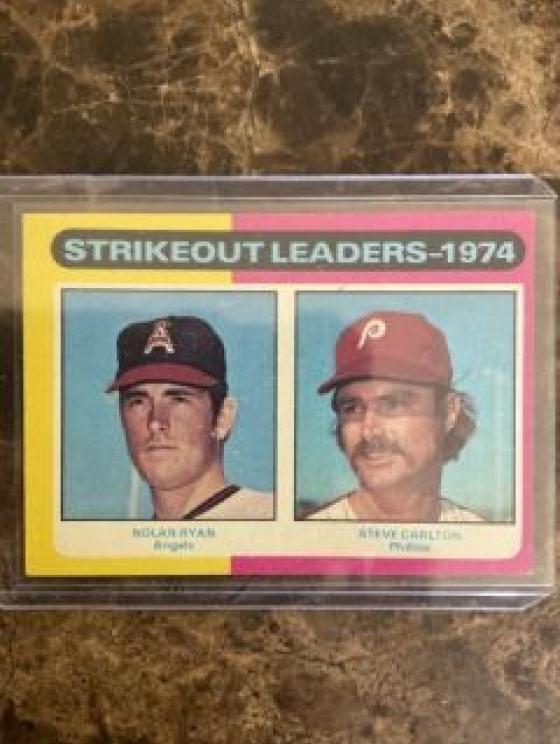 STRIKEOUT LEADERS–1974
A
P
NOLAN RYAN
Angels
STEVE CARLTON
Phillies